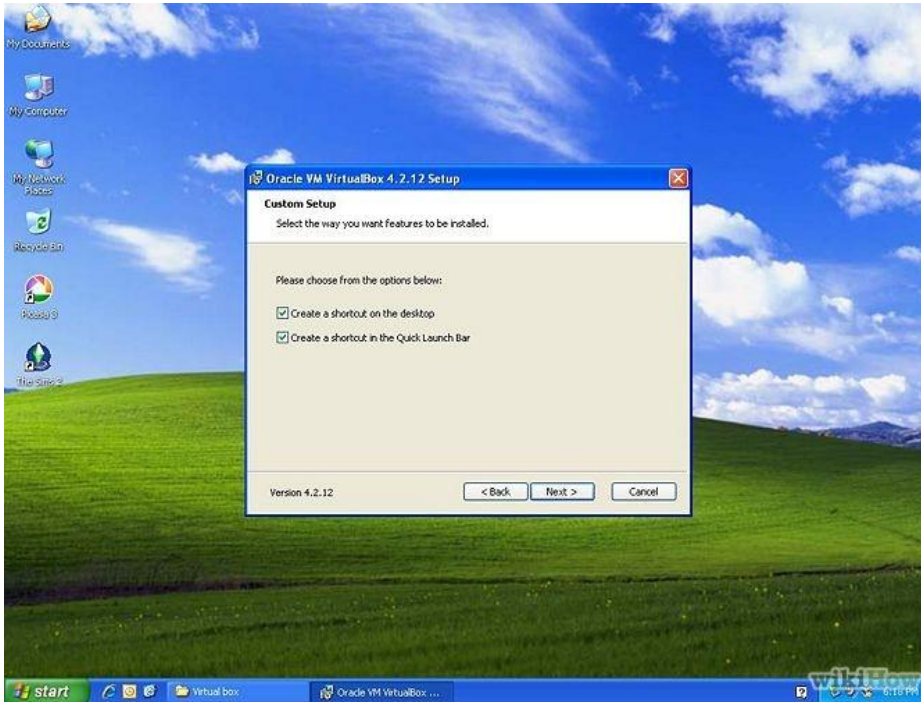 My Documents
My Computer
My Network
Places
Recycle Bin
Picasa 3
The Sims 2
Oracle VM VirtualBox 4.2.12 Setup
Custom Setup
Select the way you want features to be installed.
Please choose from the options below:
Create a shortcut on the desktop
Create a shortcut in the Quick Launch Bar
Version 4.2.12
< Back
Next >
Cancel
start
Virtual box
Oracle VM VirtualBox ...
wikiHow
6:18 PM